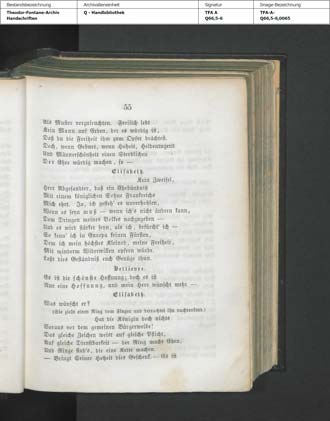 Bestandsbezeichnung
Archivalieneinheit
Signatur
Image-Bezeichnung
Theodor-Fontane-Archiv
Handschriften
Q - Handbibliothek
TFA A
Q66,5-6
TFA-A-
Q66,5-6,0065
55
Als Muster vorzuleuchten. Freilich lebt
Kein Mann auf Erden, der es würdig ist,
Daß du die Freiheit ihm zum Opfer brächtest.
Doch, wenn Geburt, wenn Hoheit, Heldentugend
Und Männerschönheit einen Sterblichen
Der Ehre würdig machen, so —
Elisabeth.
Kein Zweifel,
Herr Abgesandter, daß ein Ehebündniß
Mit einem königlichen Sohne Frankreichs
Mich ehrt. Ja, ich gesteh' es unverhohlen,
Wenn es seyn muß — wenn ich's nicht ändern kann,
Dem Dringen meines Volkes nachzugeben —
Und es wird stärker seyn, als ich, befürcht' ich —
So kenn' ich in Europa keinen Fürsten,
Dem ich mein höchstes Kleinod, meine Freiheit,
Mit minderm Widerwillen opfern würde.
Laßt dies Geständniß euch Genüge thun.
Bellievre.
Es ist die schönste Hoffnung; doch es ist
Nur eine Hoffnung, und mein Herr wünscht mehr —
Elisabeth.
Was wünscht er?
(Sie zieht einen Ring vom Finger und betrachtet ihn nachdenkend.)
Hat die Königin doch nichts
Voraus vor dem gemeinen Bürgerweibe!
Das gleiche Zeichen weist auf gleiche Pflicht,
Auf gleiche Dienstbarkeit — der Ring macht Ehen,
Und Ringe sind's, die eine Kette machen.
— Bringt Seiner Hoheit dies Geschenk. Es ist